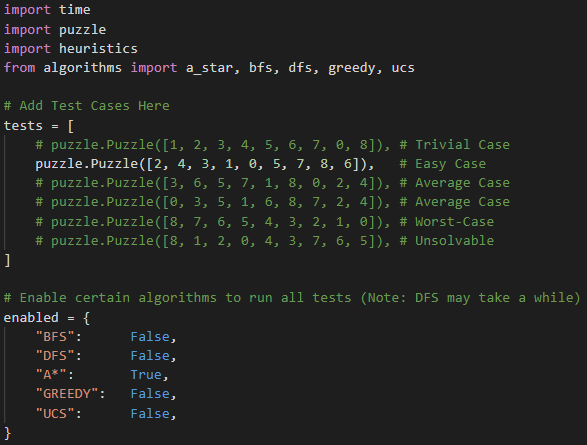 import time
import puzzle
import heuristics
from algorithms import a_star, bfs, dfs, greedy, ucs

# Add Test Cases Here
tests = [
    # puzzle.Puzzle([1, 2, 3, 4, 5, 6, 7, 0, 8]), # Trivial Case
    puzzle.Puzzle([2, 4, 3, 1, 0, 5, 7, 8, 6]),   # Easy Case
    # puzzle.Puzzle([3, 6, 5, 7, 1, 8, 0, 2, 4]), # Average Case
    # puzzle.Puzzle([0, 3, 5, 1, 6, 8, 7, 2, 4]), # Average Case
    # puzzle.Puzzle([8, 7, 6, 5, 4, 3, 2, 1, 0]), # Worst-Case
    # puzzle.Puzzle([8, 1, 2, 0, 4, 3, 7, 6, 5]), # Unsolvable
]

# Enable certain algorithms to run all tests (Note: DFS may take a while)
enabled = {
    "BFS":      False,
    "DFS":      False,
    "A*":       True,
    "GREEDY":   False,
    "UCS":      False,
}